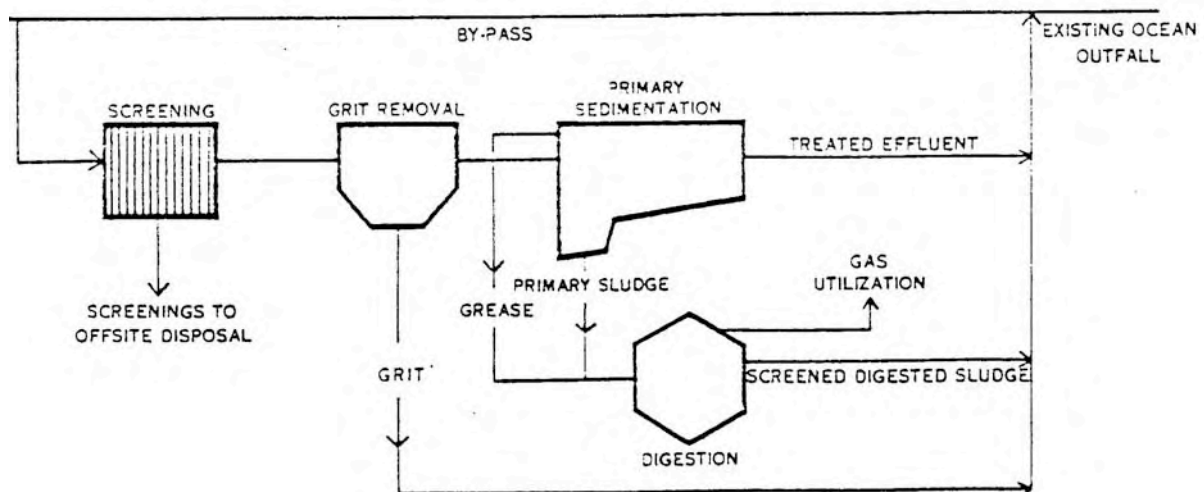 BY-PASS
EXISTING OCEAN
OUTFALL
SCREENING
GRIT REMOVAL
PRIMARY
SEDIMENTATION
TREATED EFFLUENT
SCREENINGS TO
OFFSITE DISPOSAL
GREASE
PRIMARY SLUDGE
GAS
UTILIZATION
GRIT
SCREENED DIGESTED SLUDGE
DIGESTION